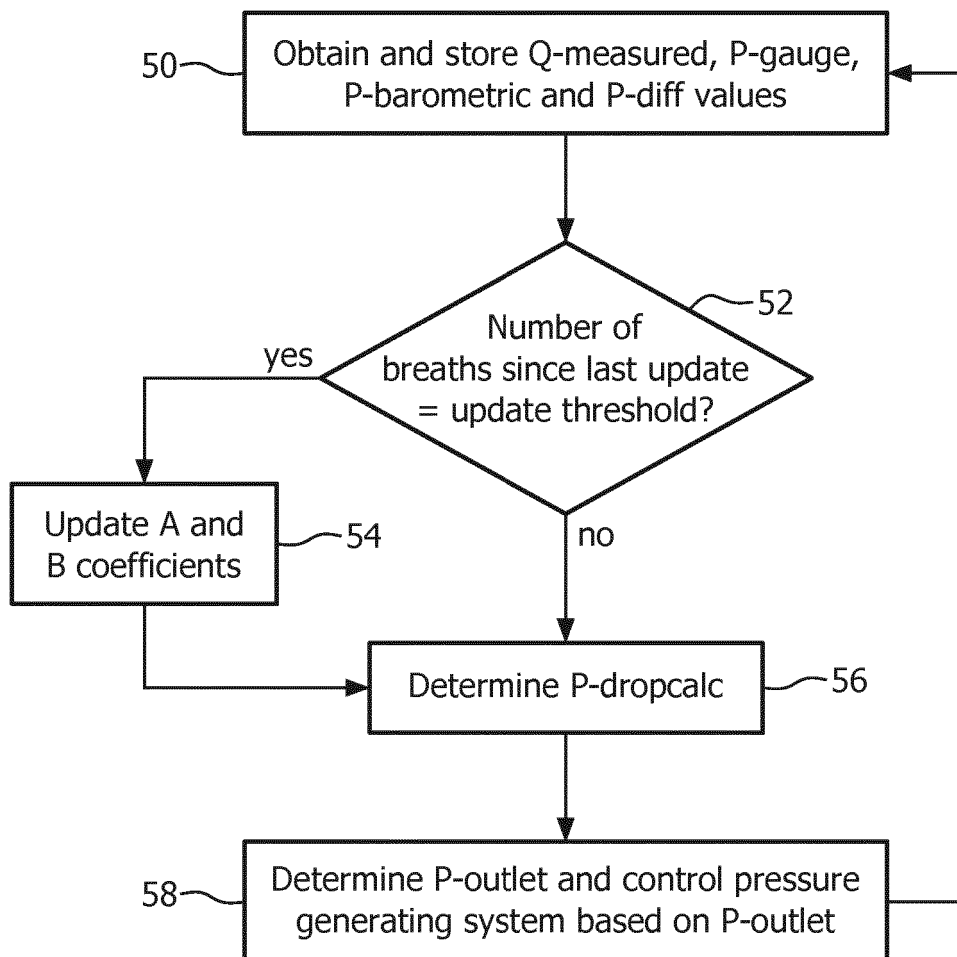 50
Obtain and store Q-measured, P-gauge,
P-barometric and P-diff values
52
Number of
breaths since last update
= update threshold?
yes
Update A and
B coefficients
54
no
Determine P-dropcalc
56
58
Determine P-outlet and control pressure
generating system based on P-outlet